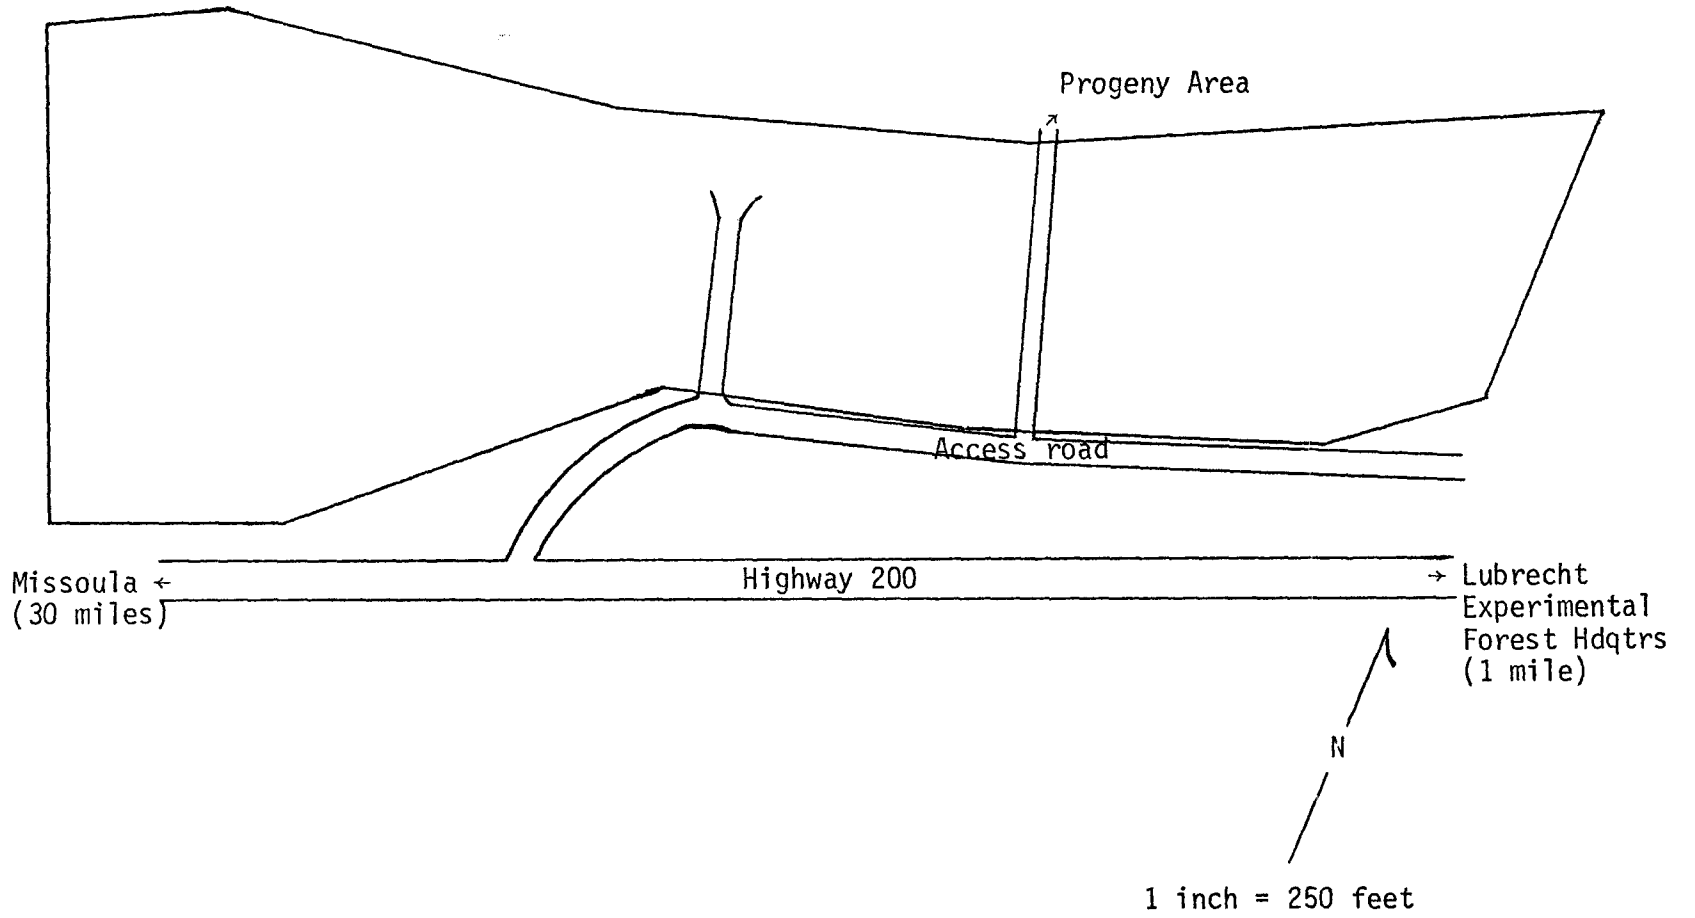 Progeny Area
Access road
Missoula ←
(30 miles)
Highway 200
→ Lubrecht
Experimental
Forest Hdqtrs
(1 mile)
N
1 inch = 250 feet